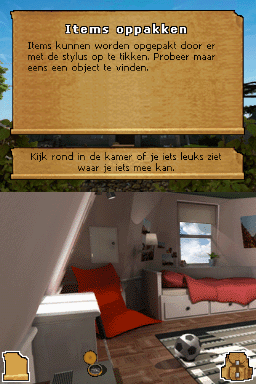 Items oppakken
Items kunnen worden opgepakt door er
met de stylus op te tikken. Probeer maar
eens een object te vinden.
Kijk rond in de kamer of je iets leuks ziet
waar je iets mee kan.